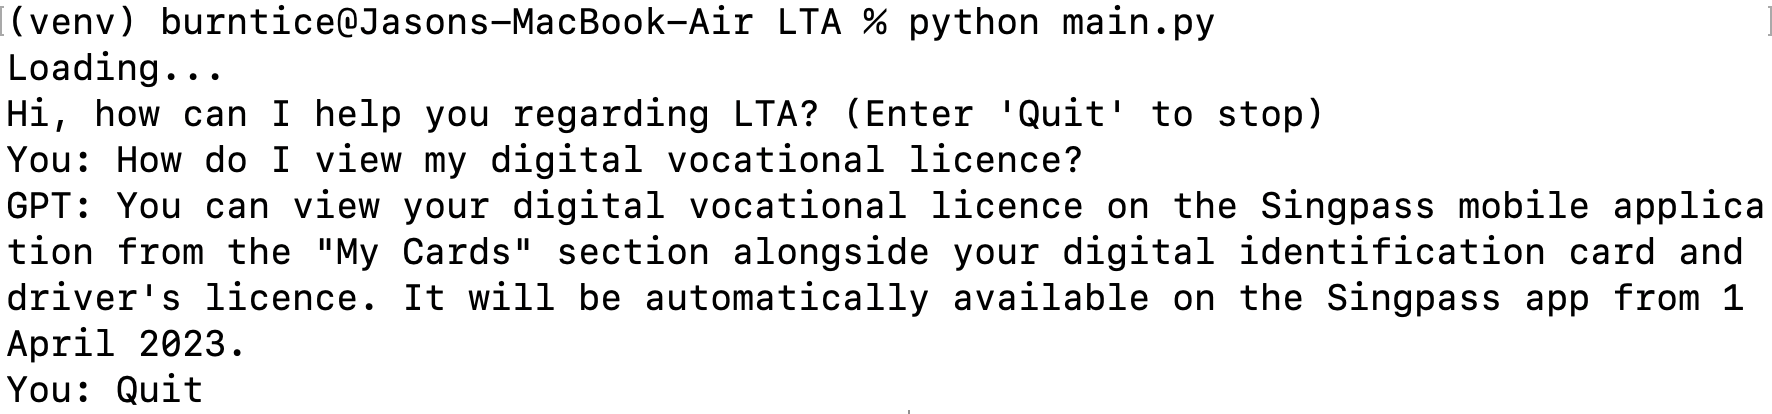 (venv) burntice@Jasons-MacBook-Air LTA % python main.py
Loading...
Hi, how can I help you regarding LTA? (Enter 'Quit' to stop)
You: How do I view my digital vocational licence?
GPT: You can view your digital vocational licence on the Singpass mobile applica
tion from the "My Cards" section alongside your digital identification card and
driver's licence. It will be automatically available on the Singpass app from 1
April 2023.
You: Quit